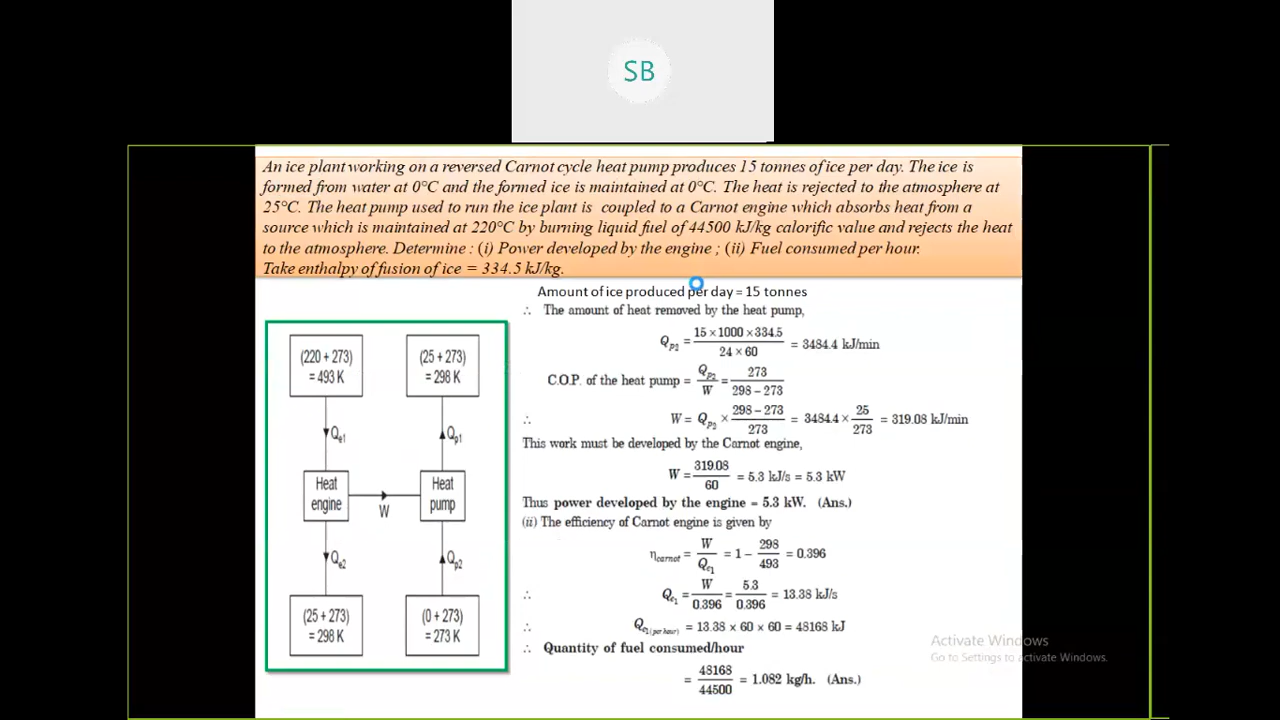 SB
An ice plant working on a reversed Carnot cycle heat pump produces 15 tonnes of ice per day. The ice is
formed from water at 0°C and the formed ice is maintained at 0°C. The heat is rejected to the atmosphere at
25°C. The heat pump used to run the ice plant is coupled to a Carnot engine which absorbs heat from a
source which is maintained at 220°C by burning liquid fuel of 44500 kJ/kg calorific value and rejects the heat
to the atmosphere. Determine : (i) Power developed by the engine ; (ii) Fuel consumed per hour.
Take enthalpy of fusion of ice = 334.5 kJ/kg.
(220 + 273)
= 493 K
(25 + 273)
= 298 K
Qe1
Qp1
Heat
engine
W
Heat
pump
Qe2
Qp2
(25 + 273)
= 298 K
(0 + 273)
= 273 K
Amount of ice produced per day = 15 tonnes
∴ The amount of heat removed by the heat pump,
Qp2 = 15 × 1000 × 334.5 / 24 × 60 = 3484.4 kJ/min
C.O.P. of the heat pump = Qp2 / W = 273 / 298 – 273
∴ W = Qp2 × 298 – 273 / 273 = 3484.4 × 25 / 273 = 319.08 kJ/min
This work must be developed by the Carnot engine,
W = 319.08 / 60 = 5.3 kJ/s = 5.3 kW
Thus power developed by the engine = 5.3 kW. (Ans.)
(ii) The efficiency of Carnot engine is given by
ηcarnot = W / Qe1 = 1 – 298 / 493 = 0.396
∴ Qe1 = W / 0.396 = 5.3 / 0.396 = 13.38 kJ/s
∴ Qe1(per hour) = 13.38 × 60 × 60 = 48168 kJ
∴ Quantity of fuel consumed/hour
= 48168 / 44500 = 1.082 kg/h. (Ans.)
Activate Windows
Go to Settings to activate Windows.